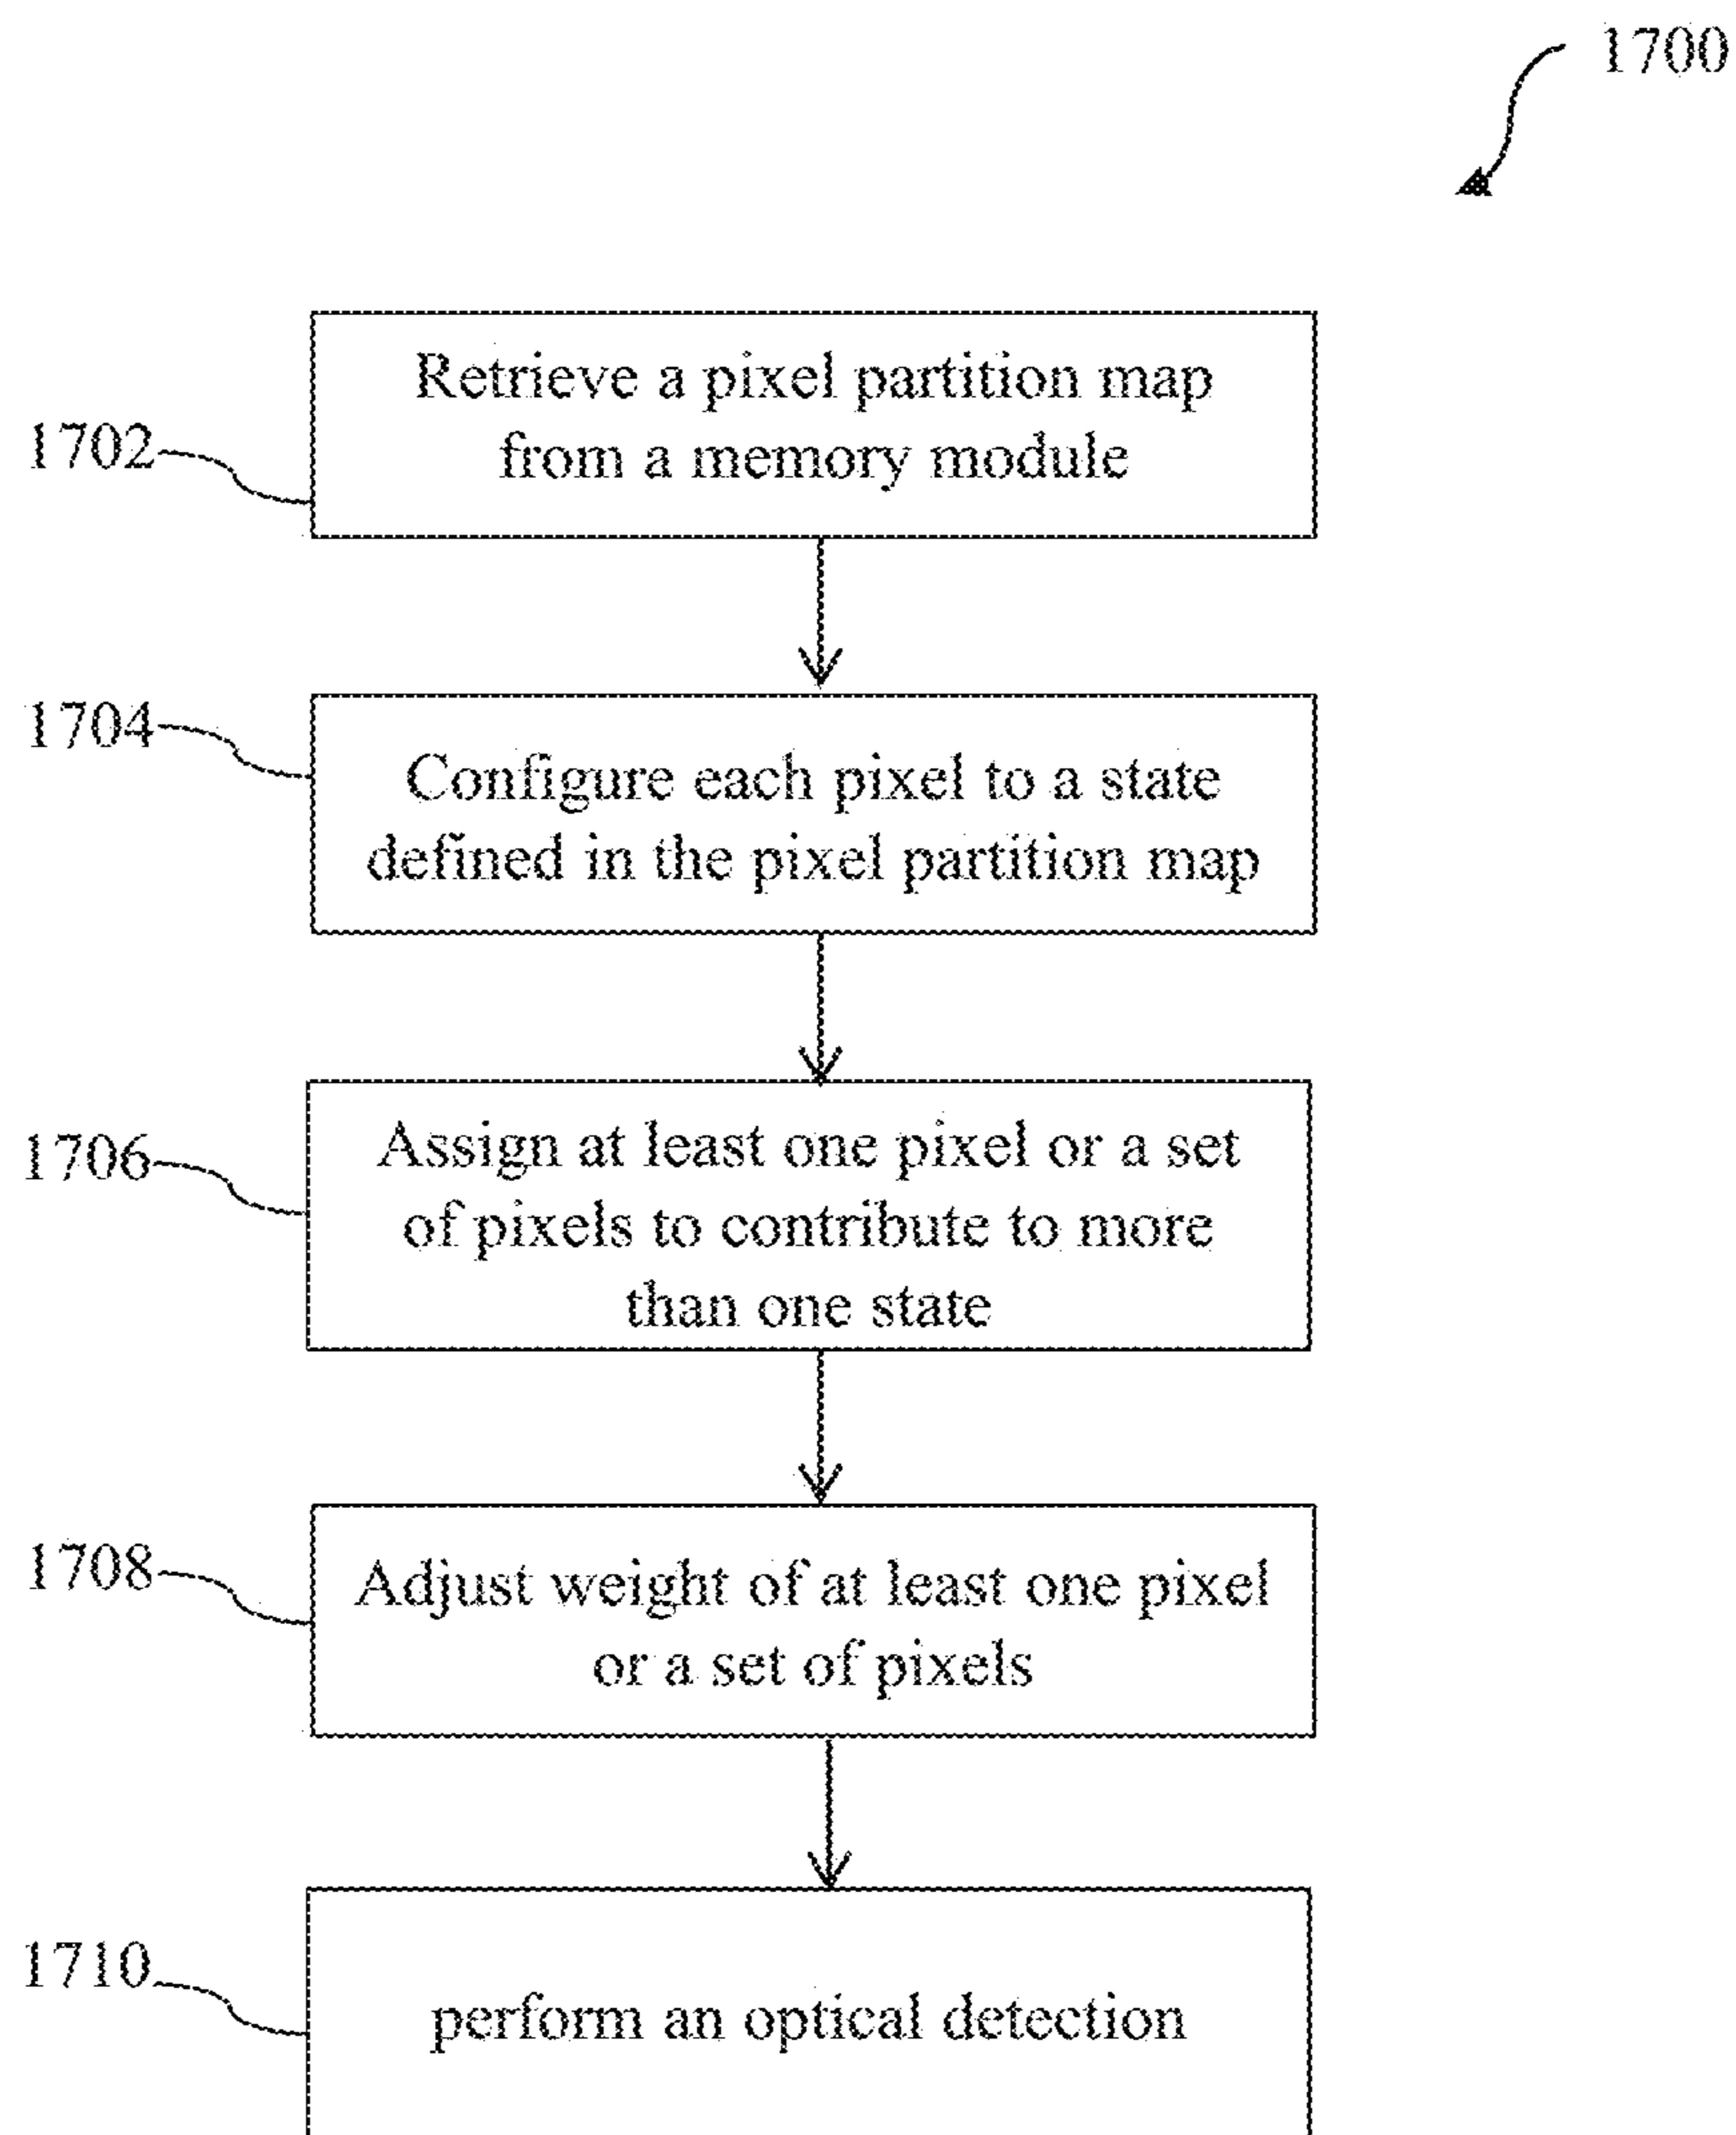 1700
1702
Retrieve a pixel partition map
from a memory module
1704
Configure each pixel to a state
defined in the pixel partition map
1706
Assign at least one pixel or a set
of pixels to contribute to more
than one state
1708
Adjust weight of at least one pixel
or a set of pixels
1710
perform an optical detection